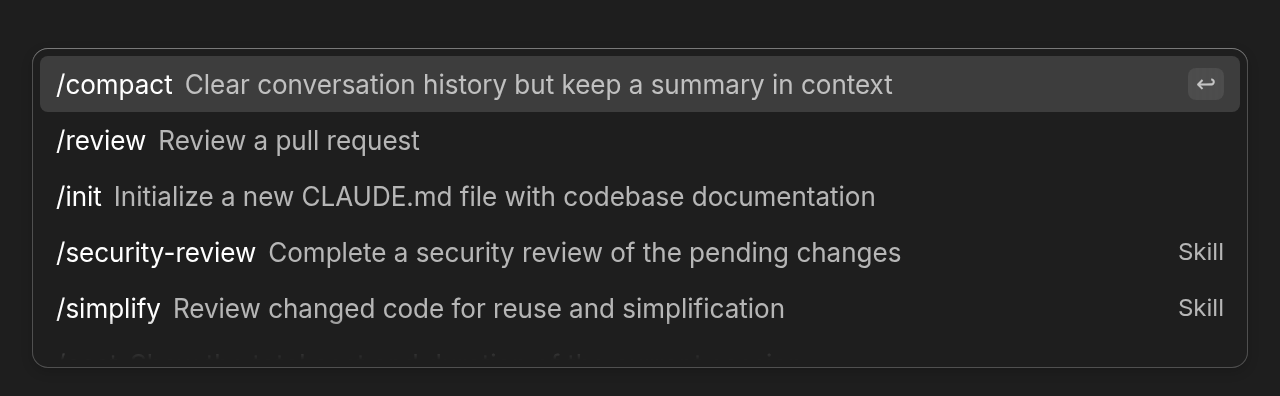 /compact Clear conversation history but keep a summary in context
/review Review a pull request
/init Initialize a new CLAUDE.md file with codebase documentation
/security-review Complete a security review of the pending changes Skill
/simplify Review changed code for reuse and simplification Skill